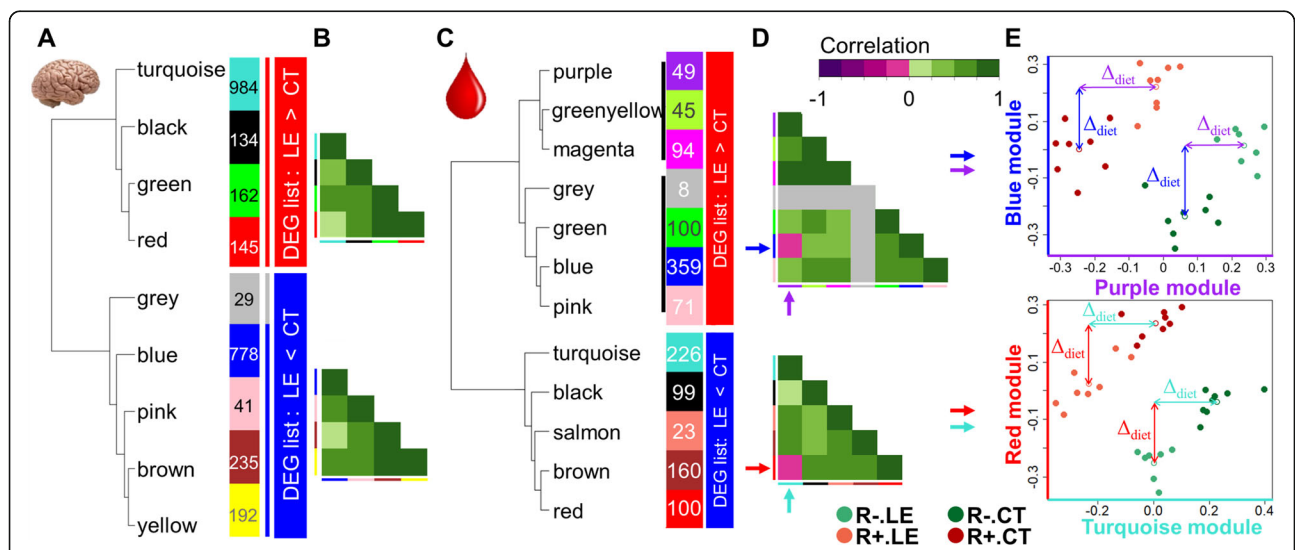 A
turquoise
black
green
red
grey
blue
pink
brown
yellow
984
134
162
145
29
778
41
235
192
DEG list : LE > CT
DEG list : LE < CT
B
C
purple
greenyellow
magenta
grey
green
blue
pink
turquoise
black
salmon
brown
red
49
45
94
8
100
359
71
226
99
23
160
100
DEG list : LE > CT
DEG list : LE < CT
D
Correlation
-1 0 1
E
Blue module
0.3
0.1
-0.1
-0.3
Δdiet
Δdiet
Δdiet
Δdiet
-0.3 -0.2 -0.1 0 0.1 0.2 0.3
Purple module
Red module
0.3
0.1
-0.1
-0.3
Δdiet
Δdiet
Δdiet
Δdiet
-0.2 0.0 0.2 0.4
Turquoise module
R-.LE R-.CT
R+.LE R+.CT